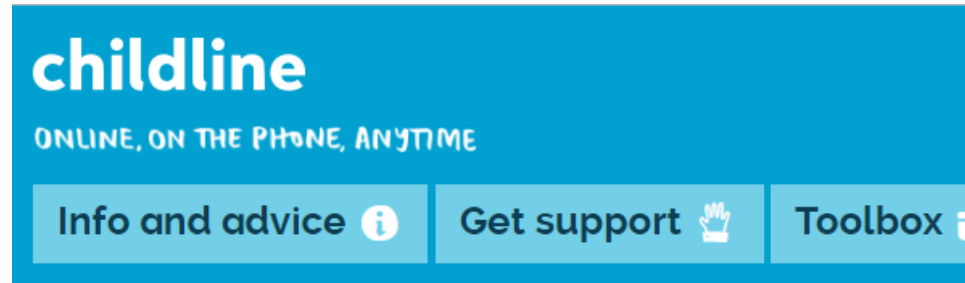 childline
ONLINE, ON THE PHONE, ANYTIME
Info and advice Get support Toolbox